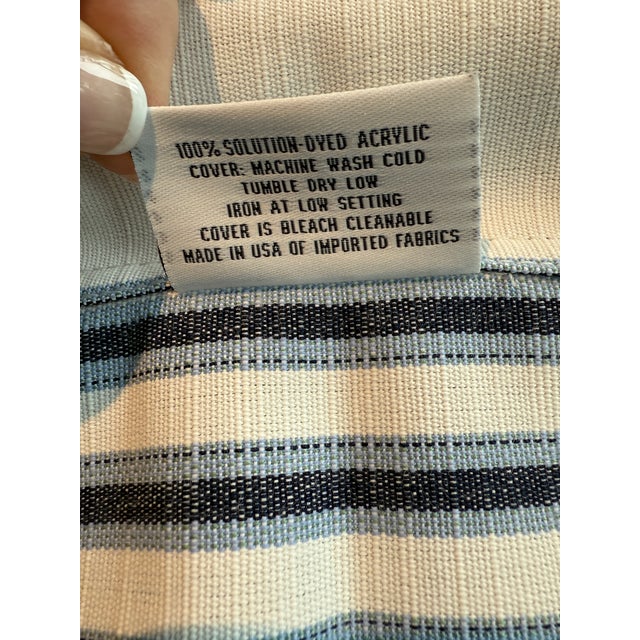 100% SOLUTION-DYED ACRYLIC
COVER: MACHINE WASH COLD
TUMBLE DRY LOW
IRON AT LOW SETTING
COVER IS BLEACH CLEANABLE
MADE IN USA OF IMPORTED FABRICS